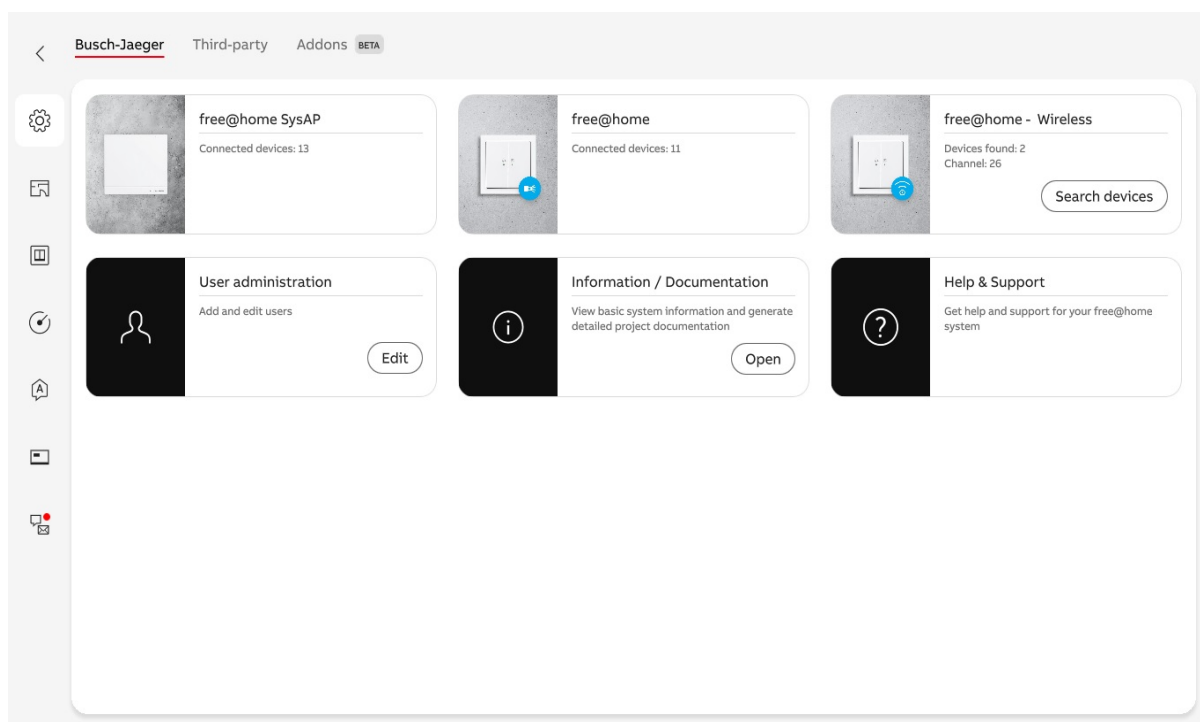 Busch-Jaeger Third-party Addons BETA
free@home SysAP
Connected devices: 13
free@home
Connected devices: 11
free@home - Wireless
Devices found: 2
Channel: 26
Search devices
User administration
Add and edit users
Edit
Information / Documentation
View basic system information and generate
detailed project documentation
Open
Help & Support
Get help and support for your free@home
system
A